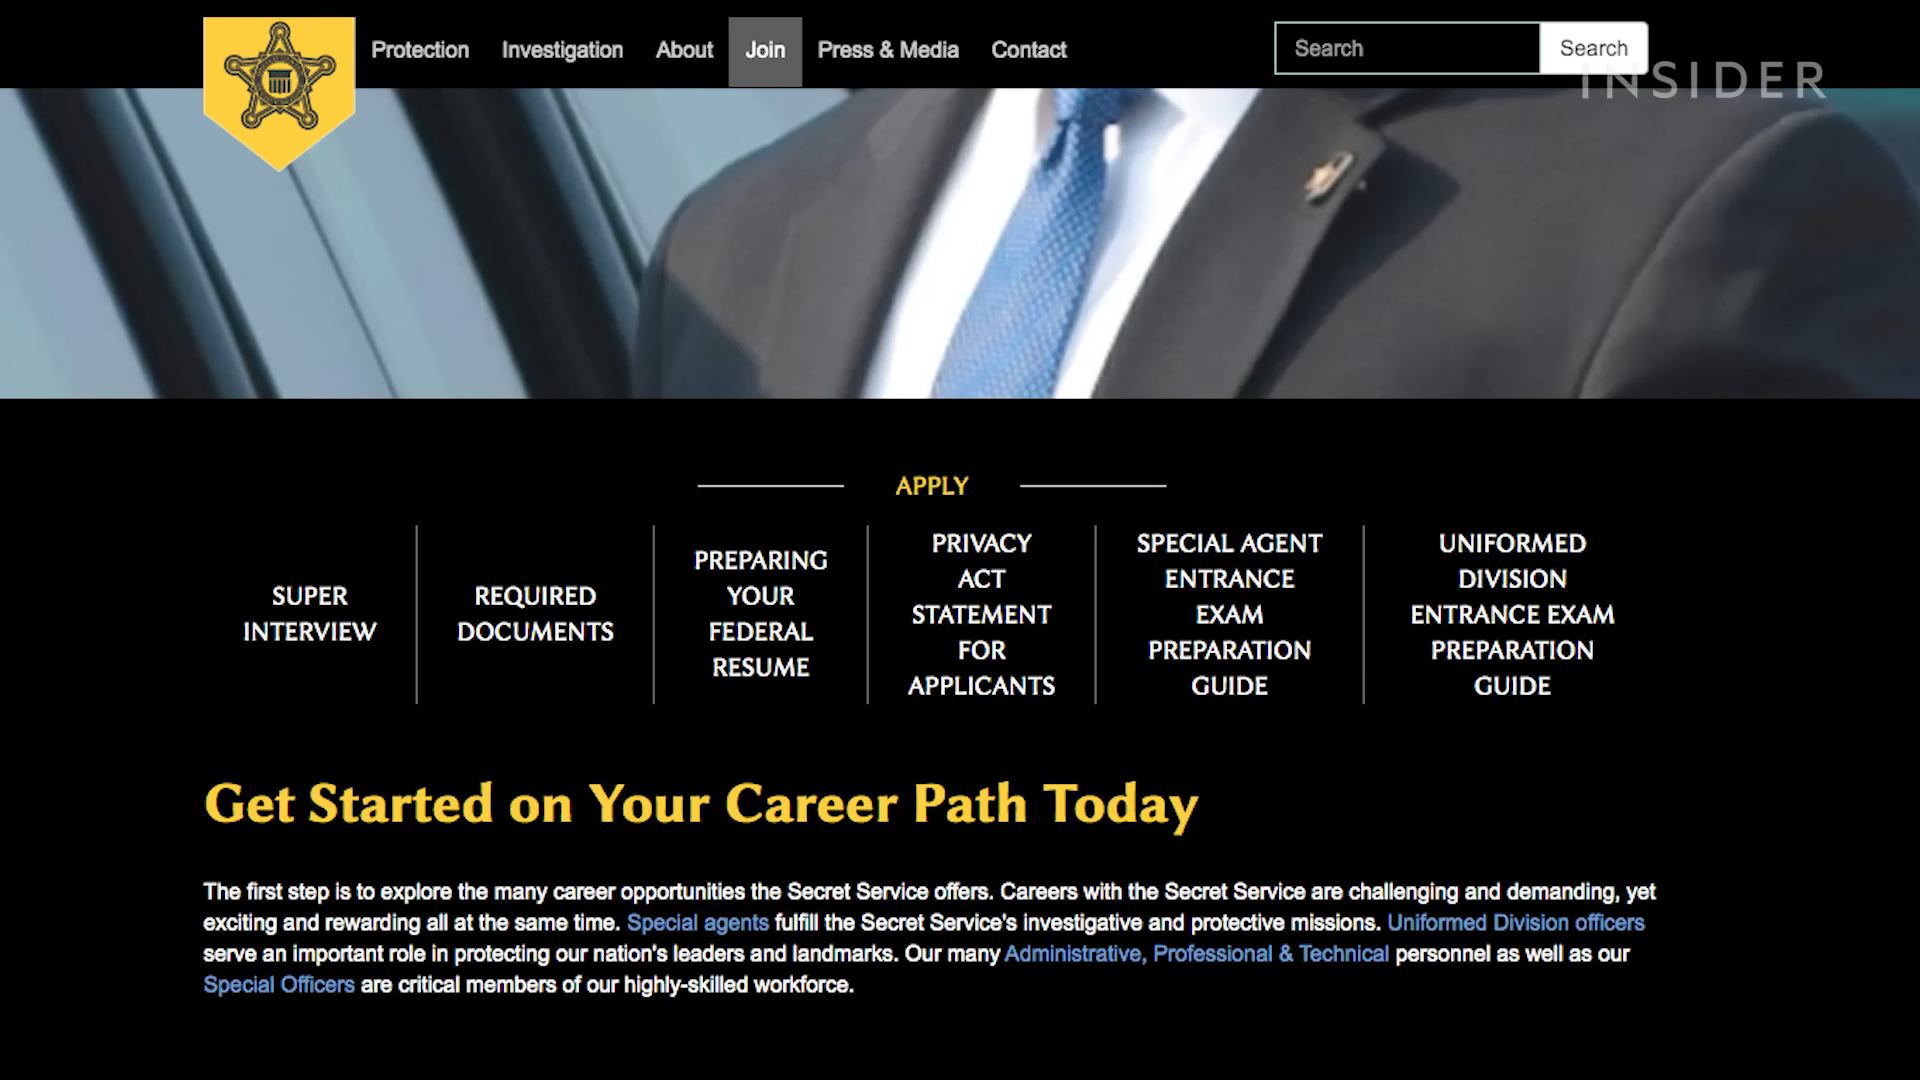 Protection Investigation About Join Press & Media Contact Search Search
INSIDER
APPLY
SUPER
INTERVIEW
REQUIRED
DOCUMENTS
PREPARING
YOUR
FEDERAL
RESUME
PRIVACY
ACT
STATEMENT
FOR
APPLICANTS
SPECIAL AGENT
ENTRANCE
EXAM
PREPARATION
GUIDE
UNIFORMED
DIVISION
ENTRANCE EXAM
PREPARATION
GUIDE
Get Started on Your Career Path Today
The first step is to explore the many career opportunities the Secret Service offers. Careers with the Secret Service are challenging and demanding, yet
exciting and rewarding all at the same time. Special agents fulfill the Secret Service's investigative and protective missions. Uniformed Division officers
serve an important role in protecting our nation's leaders and landmarks. Our many Administrative, Professional & Technical personnel as well as our
Special Officers are critical members of our highly-skilled workforce.